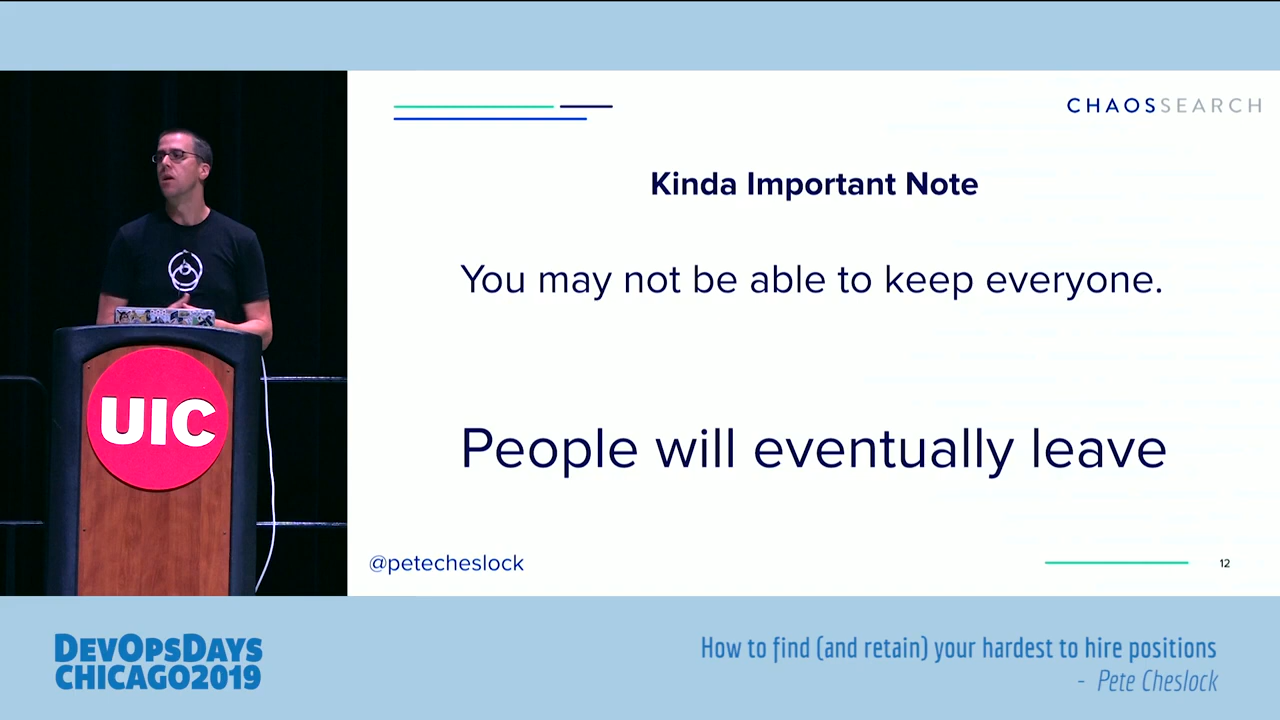 CHAOSSEARCH
Kinda Important Note
You may not be able to keep everyone.
People will eventually leave
@petecheslock
12
UIC
DEVOPSDAYS
CHICAGO2019
How to find (and retain) your hardest to hire positions
- Pete Cheslock